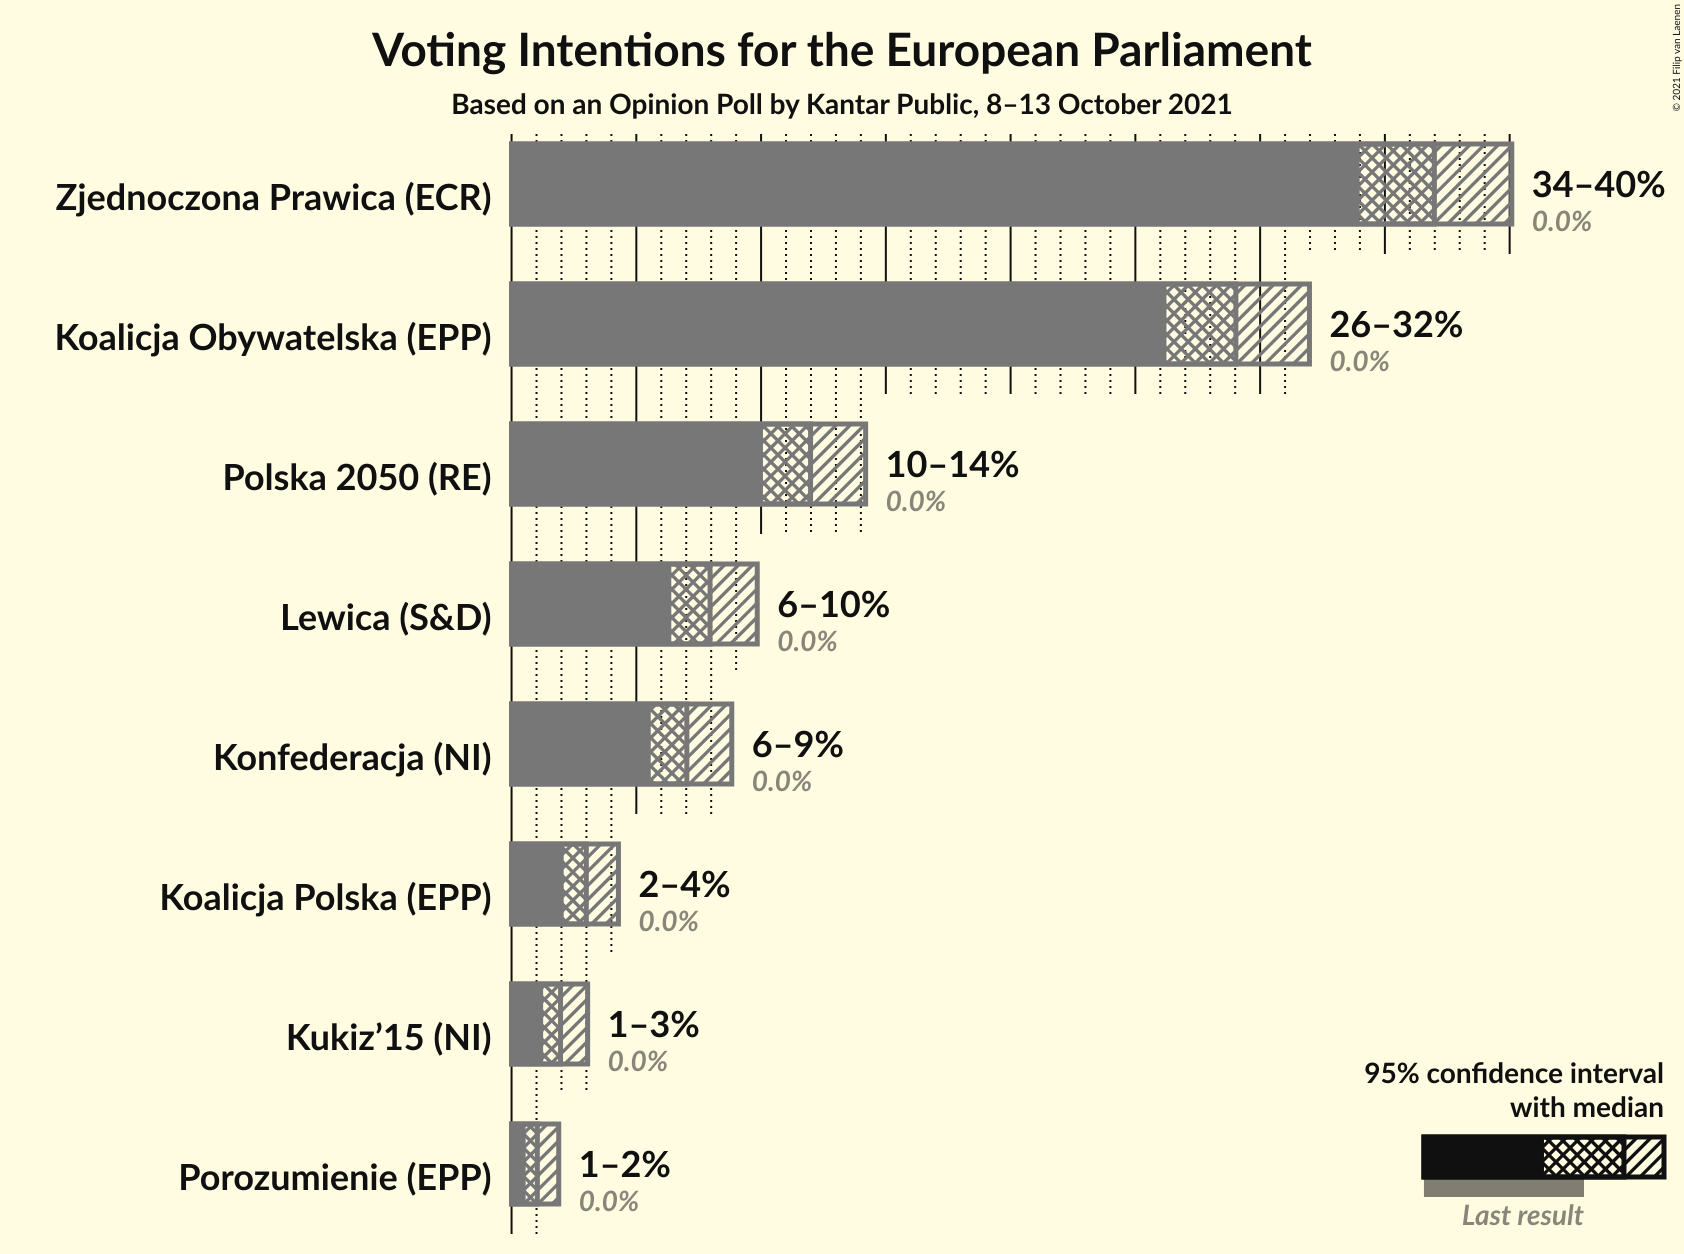 Voting Intentions for the European Parliament
Based on an Opinion Poll by Kantar Public, 8–13 October 2021
© 2021 Filip van Laenen
Zjednoczona Prawica (ECR)
34–40%
0.0%
Koalicja Obywatelska (EPP)
26–32%
0.0%
Polska 2050 (RE)
10–14%
0.0%
Lewica (S&D)
6–10%
0.0%
Konfederacja (NI)
6–9%
0.0%
Koalicja Polska (EPP)
2–4%
0.0%
Kukiz’15 (NI)
1–3%
0.0%
Porozumienie (EPP)
1–2%
0.0%
95% confidence interval
with median
Last result